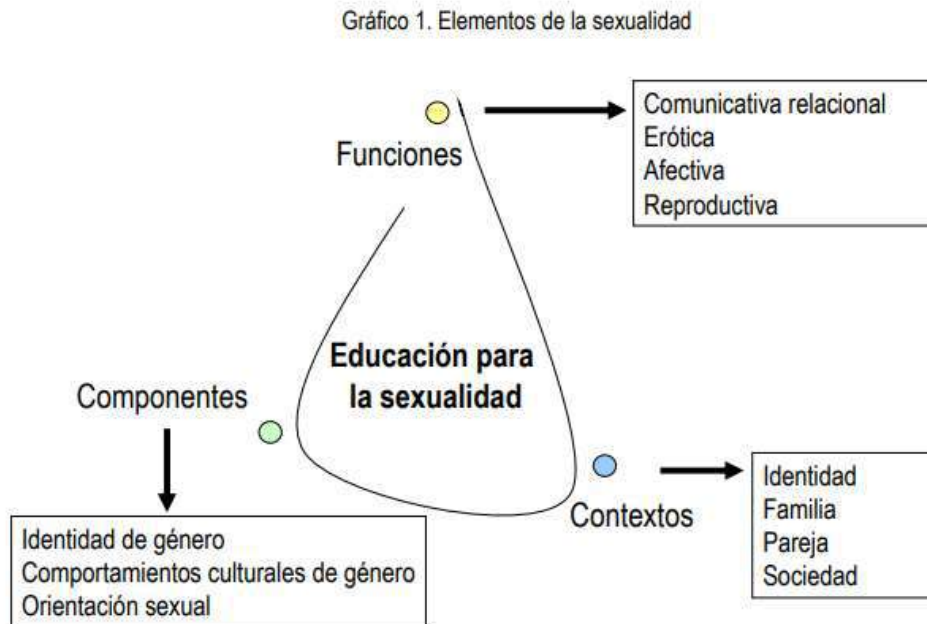 Gráfico 1. Elementos de la sexualidad
Funciones
Comunicativa relacional
Erótica
Afectiva
Reproductiva
Educación para
la sexualidad
Componentes
Identidad de género
Comportamientos culturales de género
Orientación sexual
Contextos
Identidad
Familia
Pareja
Sociedad